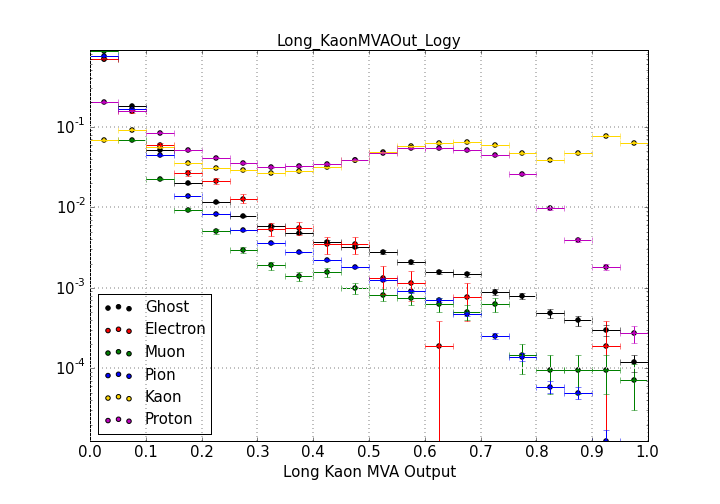 Long_KaonMVAOut_Logy
10^-1
10^-2
10^-3
10^-4
Ghost
Electron
Muon
Pion
Kaon
Proton
0.0 0.1 0.2 0.3 0.4 0.5 0.6 0.7 0.8 0.9 1.0
Long Kaon MVA Output